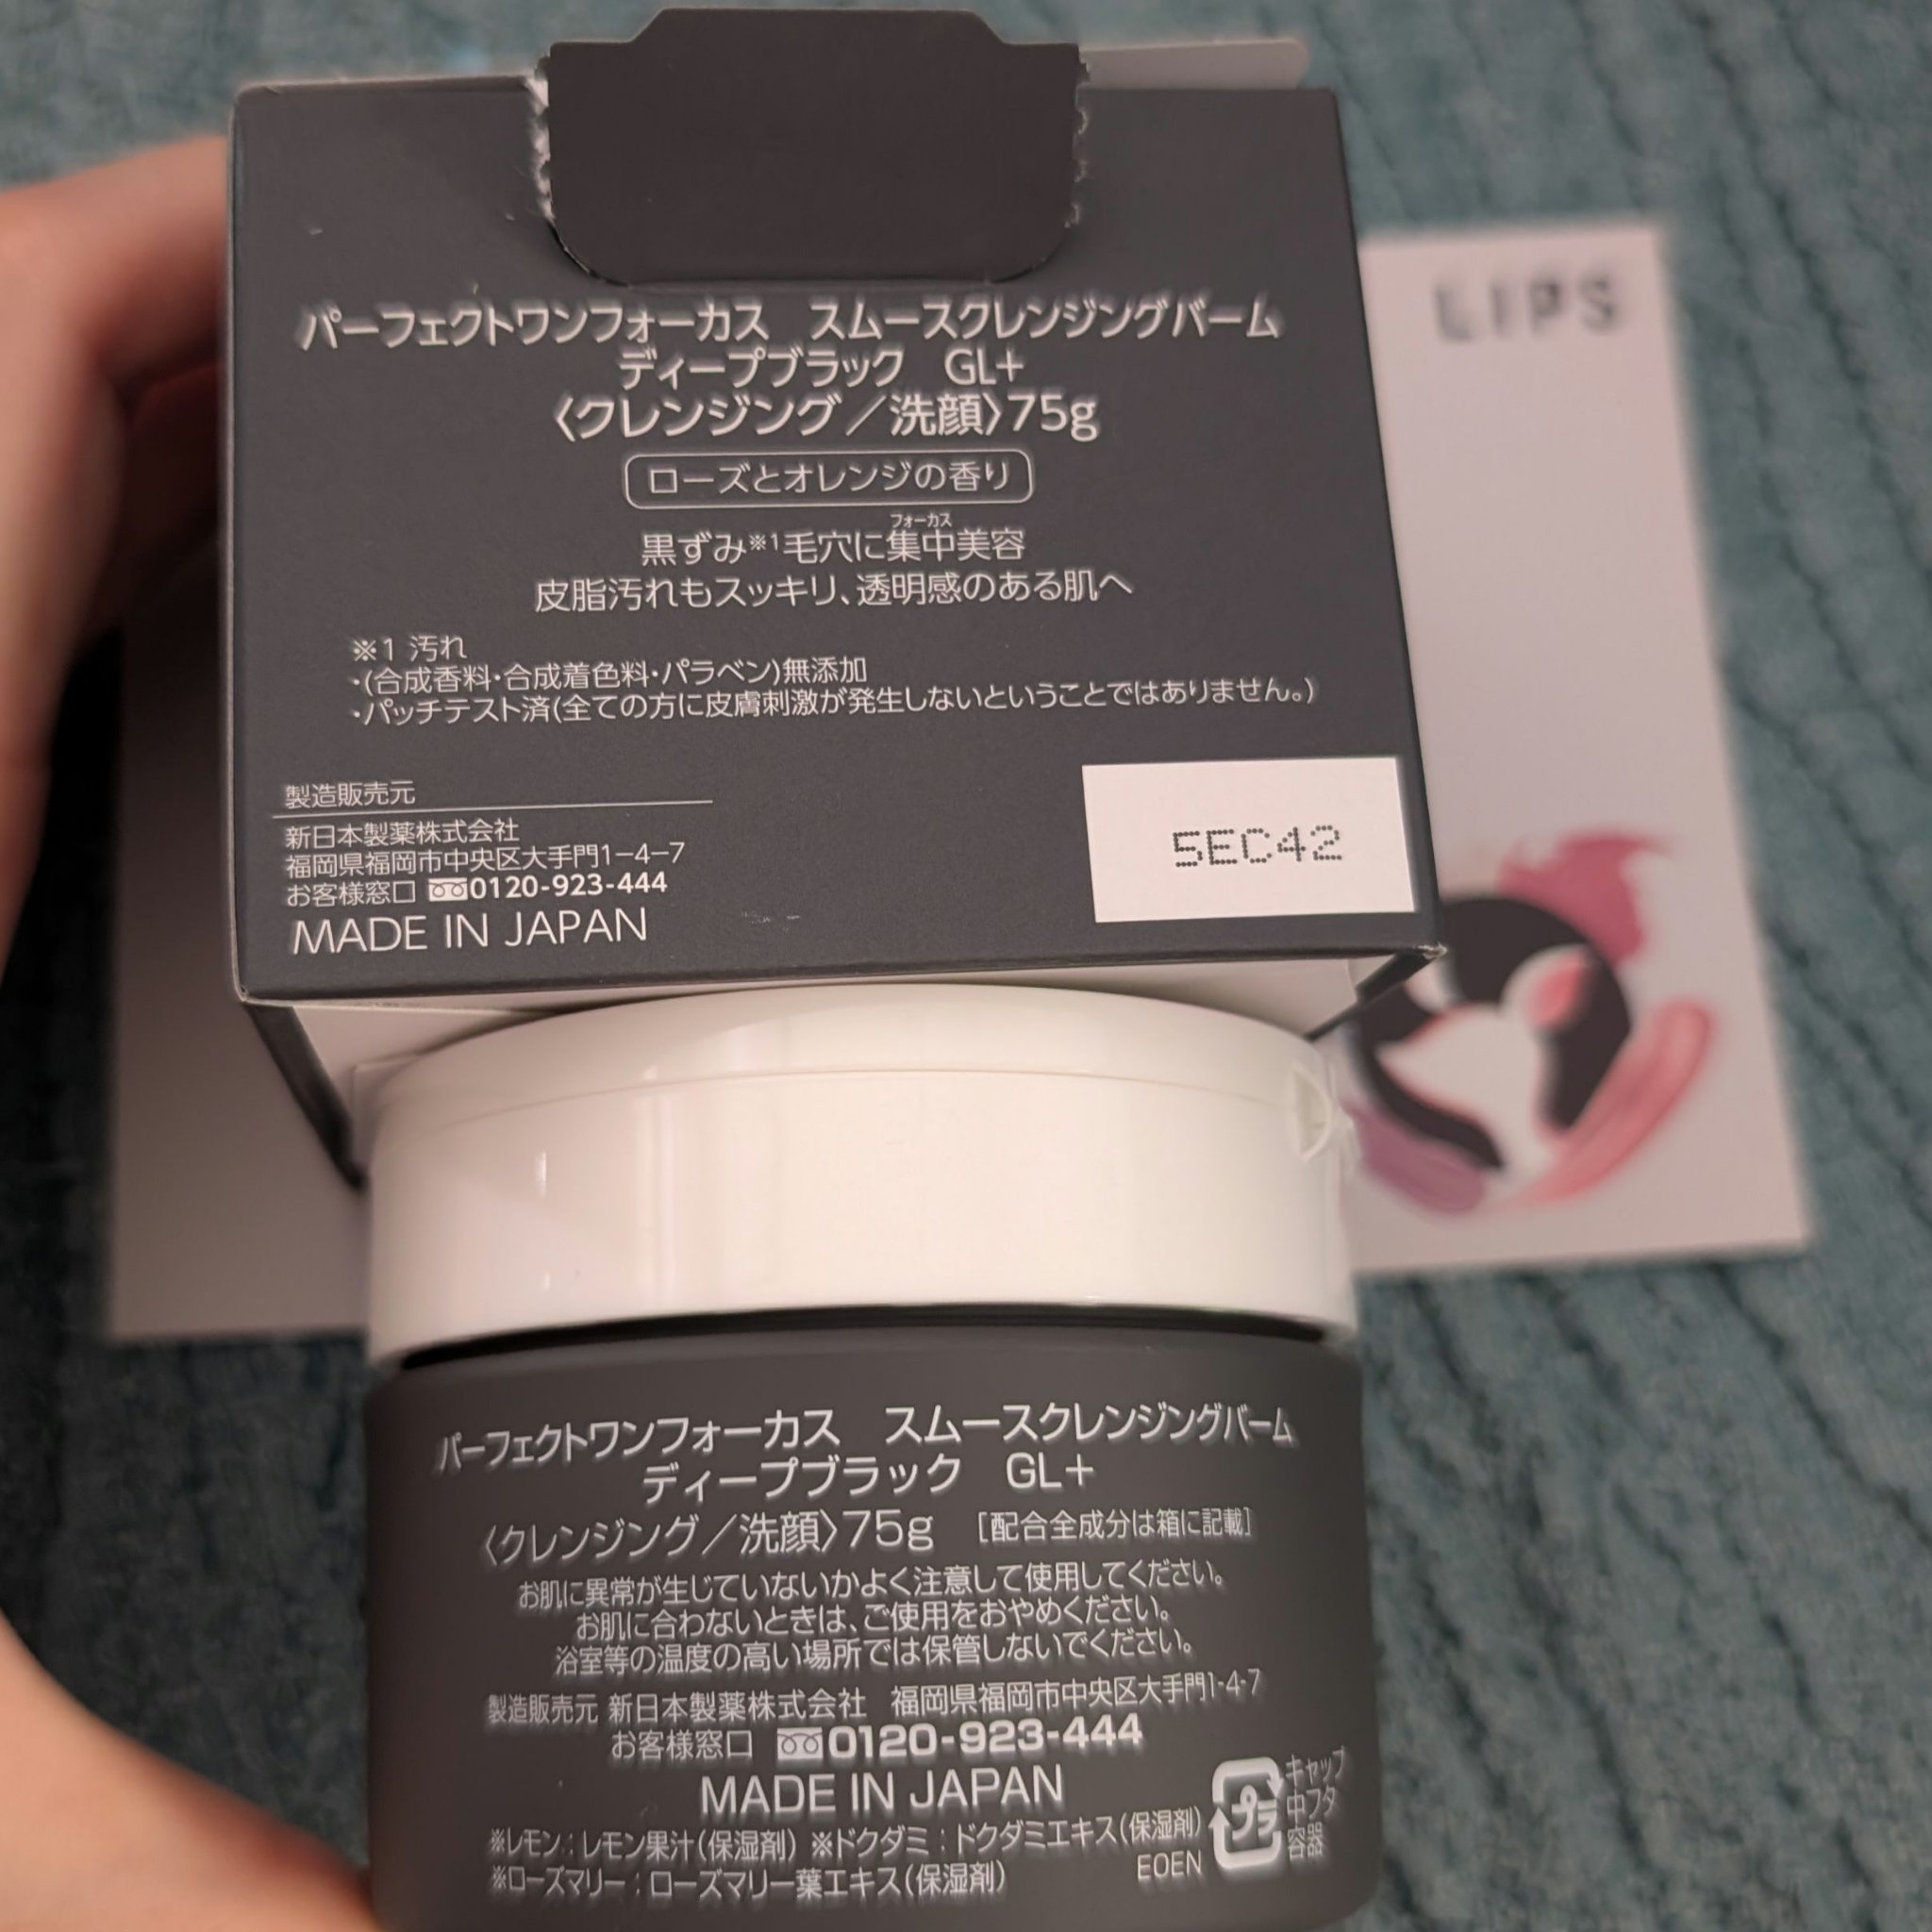 パーフェクトワンフォーカス　スムースクレンジングバーム
ディープブラック　GL+
〈クレンジング／洗顔〉75g
ローズとオレンジの香り
フォーカス
黒ずみ※1毛穴に集中美容
皮脂汚れもスッキリ、透明感のある肌へ
※1 汚れ
・(合成香料・合成着色料・パラベン)無添加
・パッチテスト済(全ての方に皮膚刺激が発生しないということではありません。)
製造販売元
新日本製薬株式会社
福岡県福岡市中央区大手門1−4−7
お客様窓口 0120-923-444
MADE IN JAPAN
5EC42
LIPS
パーフェクトワンフォーカス　スムースクレンジングバーム
ディープブラック　GL+
〈クレンジング／洗顔〉75g ［配合全成分は箱に記載］
お肌に異常が生じていないかよく注意して使用してください。
お肌に合わないときは、ご使用をおやめください。
浴室等の温度の高い場所では保管しないでください。
製造販売元 新日本製薬株式会社　福岡県福岡市中央区大手門1-4-7
お客様窓口 0120-923-444
MADE IN JAPAN
※レモン：レモン果汁(保湿剤) ※ドクダミ：ドクダミエキス(保湿剤)
※ローズマリー：ローズマリー葉エキス(保湿剤)
E0EN
プラ
キャップ
中フタ
容器